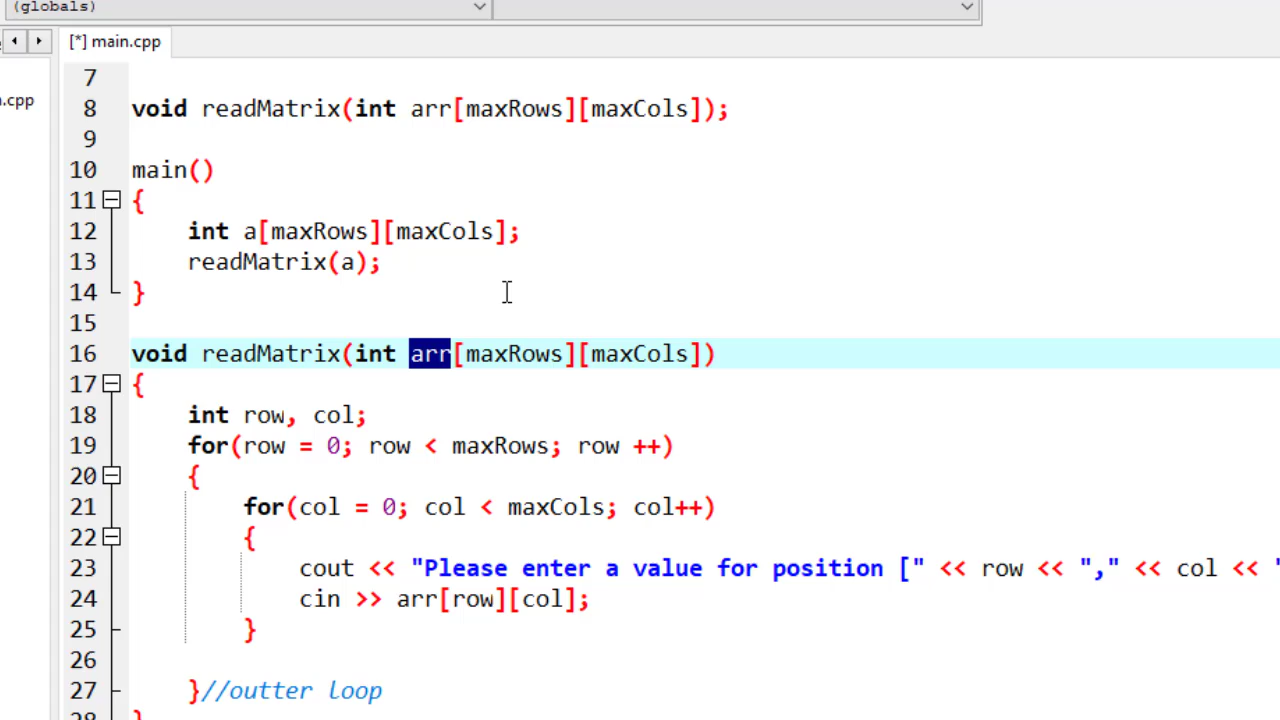 (globals)
[*] main.cpp
.cpp
7
8 void readMatrix(int arr[maxRows][maxCols]);
9
10 main()
11 {
12 int a[maxRows][maxCols];
13 readMatrix(a);
14 }
15
16 void readMatrix(int arr[maxRows][maxCols])
17 {
18 int row, col;
19 for(row = 0; row < maxRows; row ++)
20 {
21 for(col = 0; col < maxCols; col++)
22 {
23 cout << "Please enter a value for position [" << row << "," << col << "
24 cin >> arr[row][col];
25 }
26
27 }//outter loop
28 }